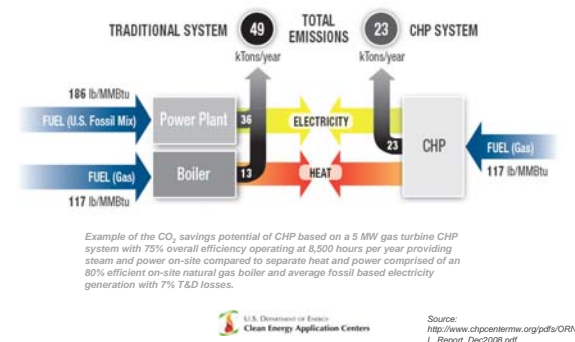 TRADITIONAL SYSTEM
49
TOTAL
EMISSIONS
23
CHP SYSTEM
kTons/year
kTons/year
186 lb/MMBtu
FUEL (U.S. Fossil Mix)
Power Plant
36
ELECTRICITY
CHP
23
FUEL (Gas)
117 lb/MMBtu
FUEL (Gas)
Boiler
13
HEAT
117 lb/MMBtu
Example of the CO₂ savings potential of CHP based on a 5 MW gas turbine CHP
system with 75% overall efficiency operating at 8,500 hours per year providing
steam and power on-site compared to separate heat and power comprised of an
80% efficient on-site natural gas boiler and average fossil based electricity
generation with 7% T&D losses.
U.S. DEPARTMENT OF ENERGY
Clean Energy Application Centers
Source:
http://www.chpcentermw.org/pdfs/ORN
L_Report_Dec2008.pdf